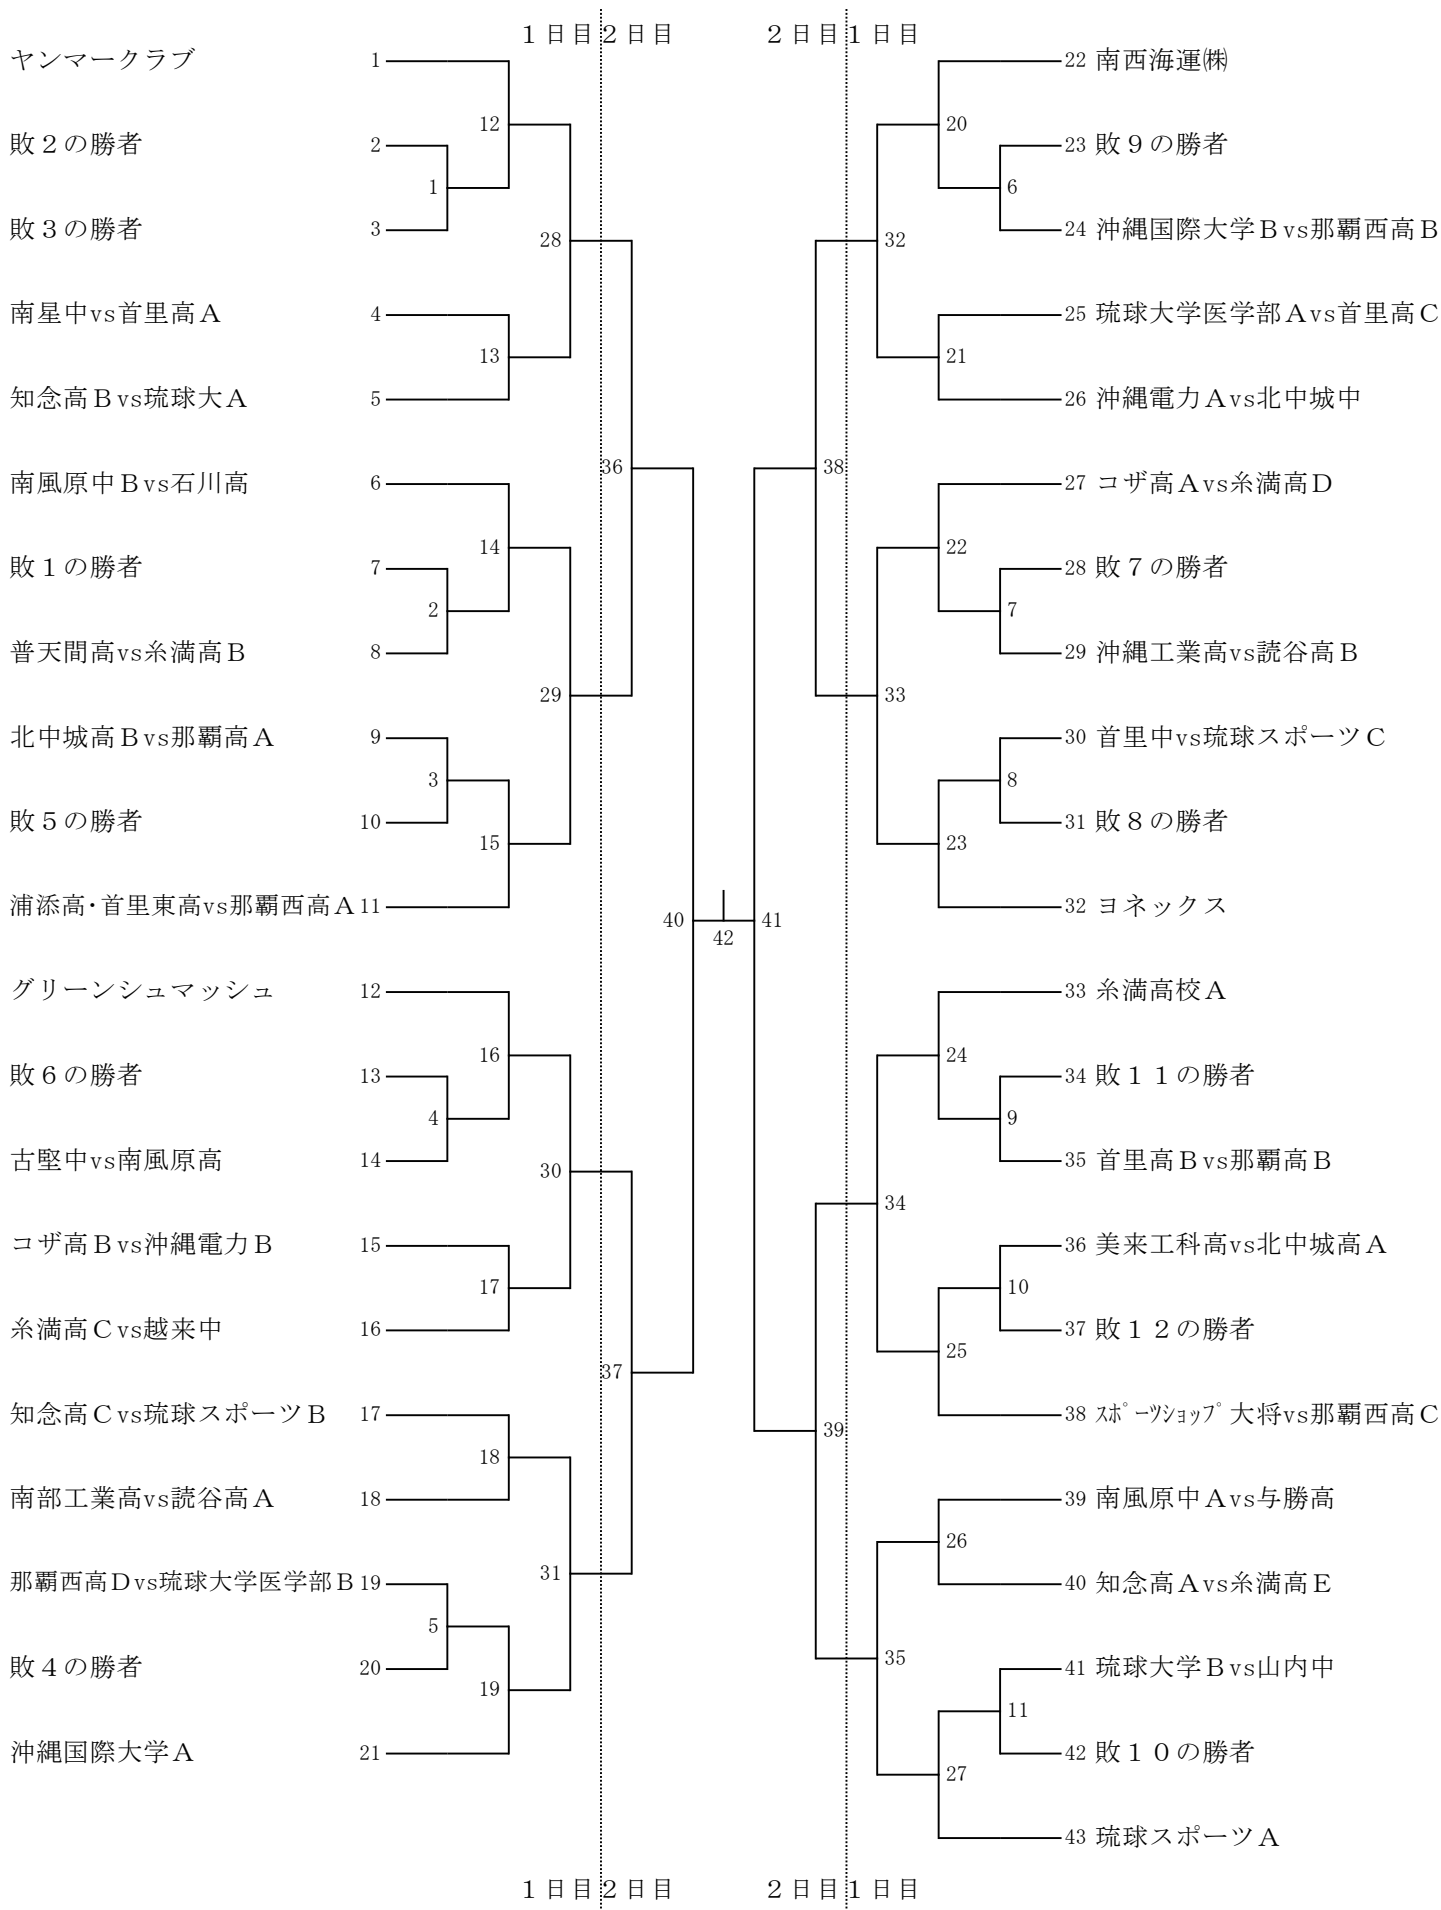 １日目 ２日目 ２日目 １日目
ヤンマークラブ 1
12
敗２の勝者 2
1
敗３の勝者 3
28
南星中vs首里高Ａ 4
13
知念高Ｂvs琉球大Ａ 5
36
南風原中Ｂvs石川高 6
14
敗１の勝者 7
2
普天間高vs糸満高Ｂ 8
29
北中城高Ｂvs那覇高Ａ 9
3
敗５の勝者 10
15
浦添高・首里東高vs那覇西高Ａ 11
40
42
41
グリーンシュマッシュ 12
16
敗６の勝者 13
4
古堅中vs南風原高 14
30
コザ高Ｂvs沖縄電力Ｂ 15
17
糸満高Ｃvs越来中 16
37
知念高Ｃvs琉球スポーツＢ 17
18
南部工業高vs読谷高Ａ 18
31
那覇西高Ｄvs琉球大学医学部Ｂ 19
5
敗４の勝者 20
19
沖縄国際大学Ａ 21
22 南西海運㈱
20
23 敗９の勝者
6
24 沖縄国際大学Ｂvs那覇西高Ｂ
32
25 琉球大学医学部Ａvs首里高Ｃ
21
26 沖縄電力Ａvs北中城中
38
27 コザ高Ａvs糸満高Ｄ
22
28 敗７の勝者
7
29 沖縄工業高vs読谷高Ｂ
33
30 首里中vs琉球スポーツＣ
8
31 敗８の勝者
23
32 ヨネックス
33 糸満高校Ａ
24
34 敗１１の勝者
9
35 首里高Ｂvs那覇高Ｂ
34
36 美来工科高vs北中城高Ａ
10
37 敗１２の勝者
25
38 ｽﾎﾟｰﾂｼｮｯﾌﾟ大将vs那覇西高Ｃ
39
39 南風原中Ａvs与勝高
26
40 知念高Ａvs糸満高Ｅ
35
41 琉球大学Ｂvs山内中
11
42 敗１０の勝者
27
43 琉球スポーツＡ
１日目 ２日目 ２日目 １日目